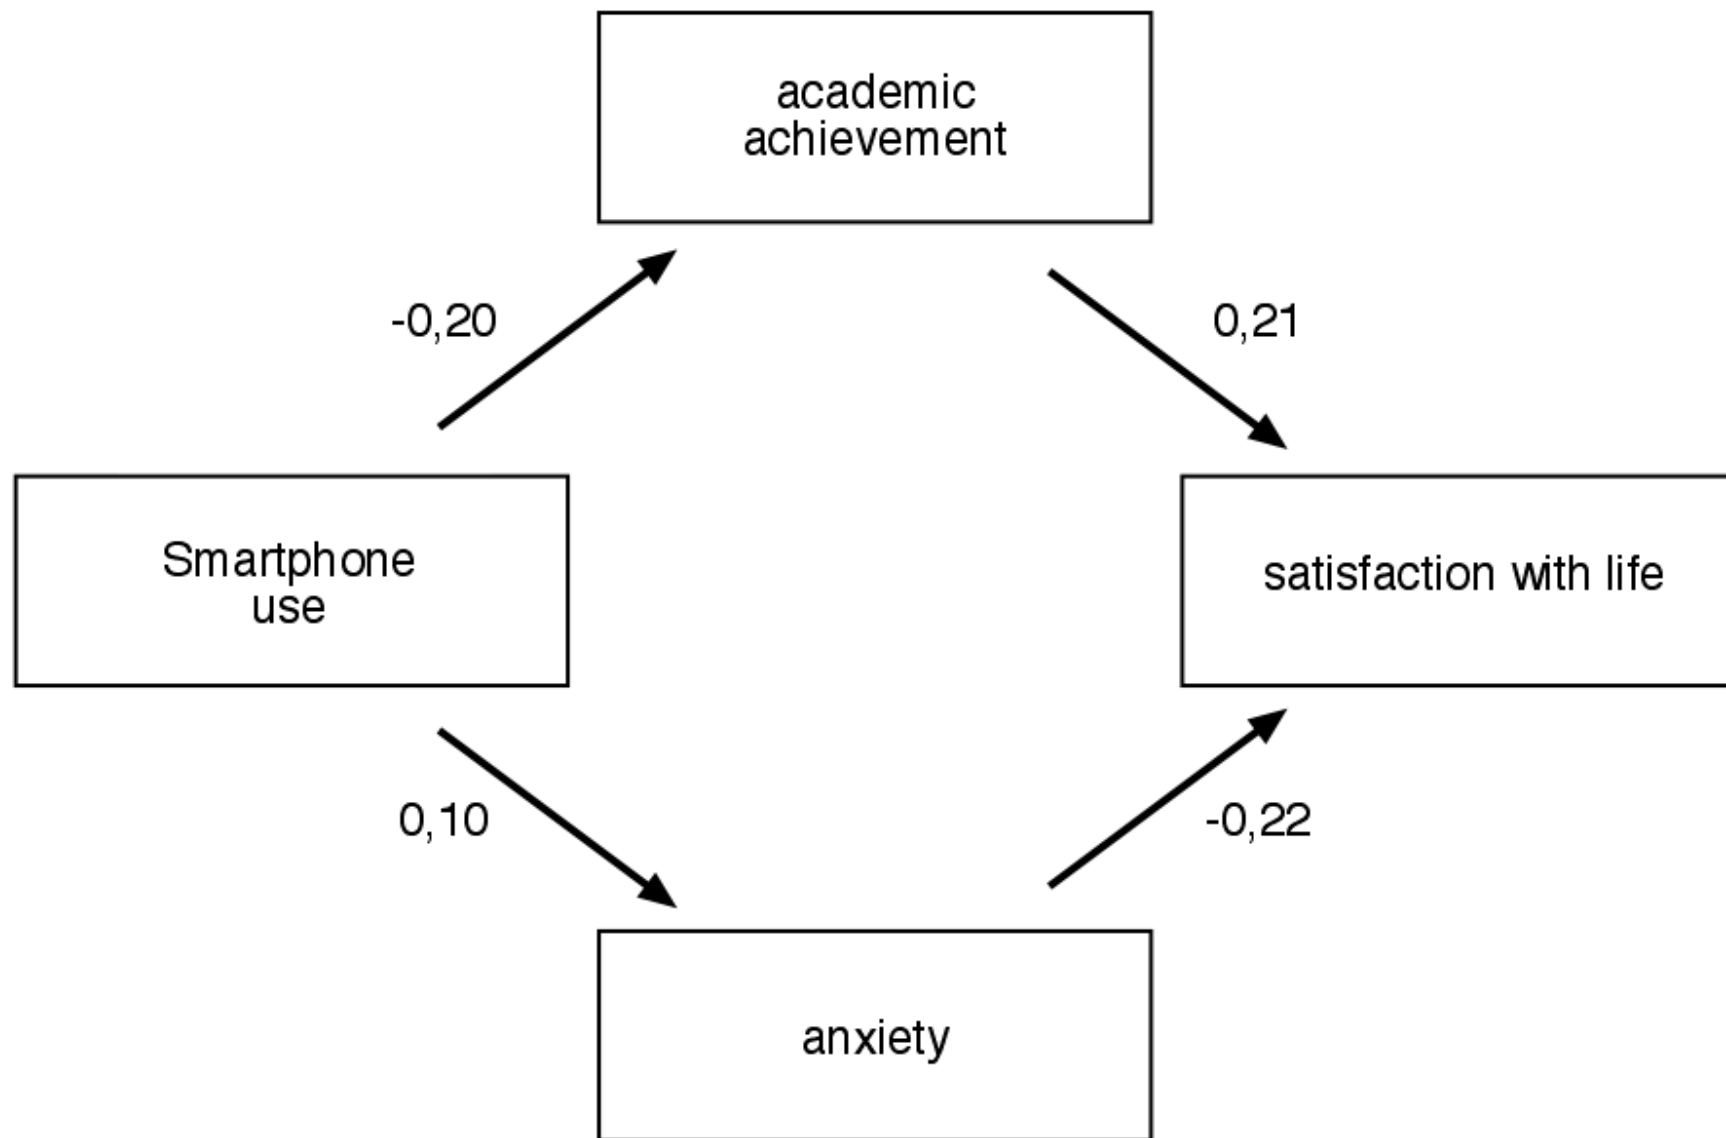 academic
achievement
-0,20
0,21
Smartphone
use
satisfaction with life
0,10
-0,22
anxiety